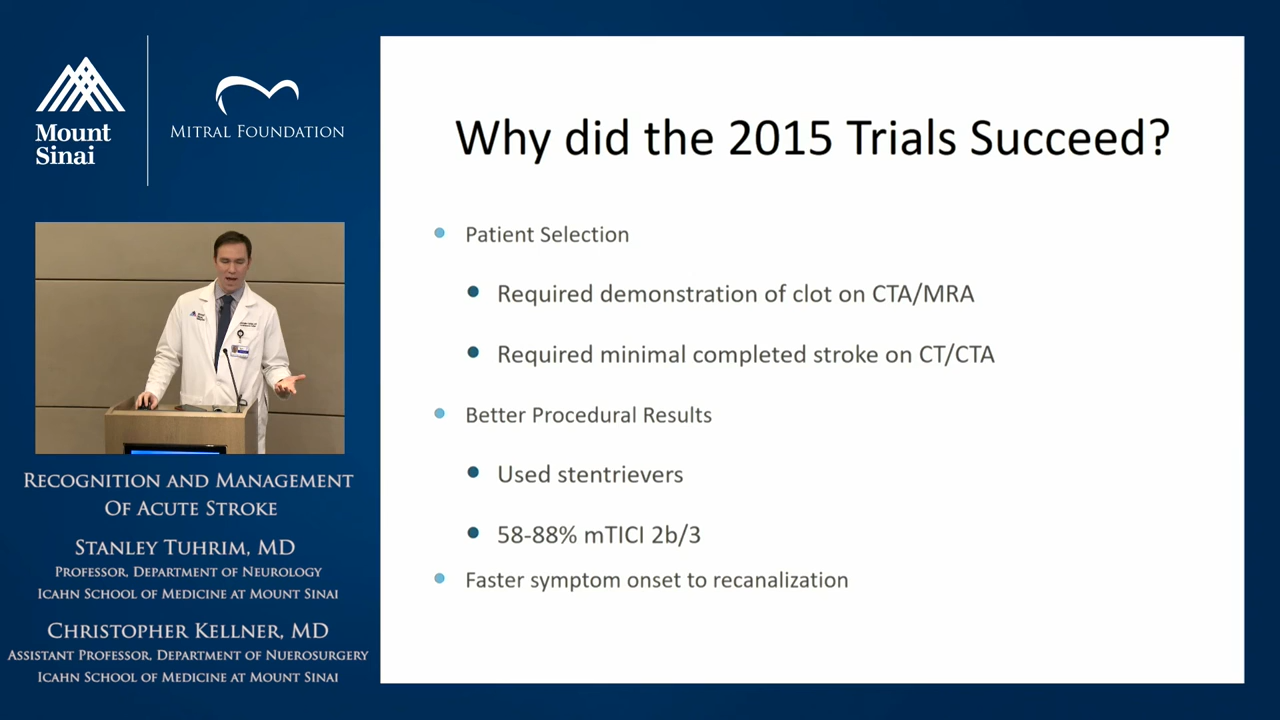 Mount
Sinai
MITRAL FOUNDATION
RECOGNITION AND MANAGEMENT
OF ACUTE STROKE
STANLEY TUHRIM, MD
PROFESSOR, DEPARTMENT OF NEUROLOGY
ICAHN SCHOOL OF MEDICINE AT MOUNT SINAI
CHRISTOPHER KELLNER, MD
ASSISTANT PROFESSOR, DEPARTMENT OF NUEROSURGERY
ICAHN SCHOOL OF MEDICINE AT MOUNT SINAI
Why did the 2015 Trials Succeed?
Patient Selection
Required demonstration of clot on CTA/MRA
Required minimal completed stroke on CT/CTA
Better Procedural Results
Used stentrievers
58-88% mTICI 2b/3
Faster symptom onset to recanalization